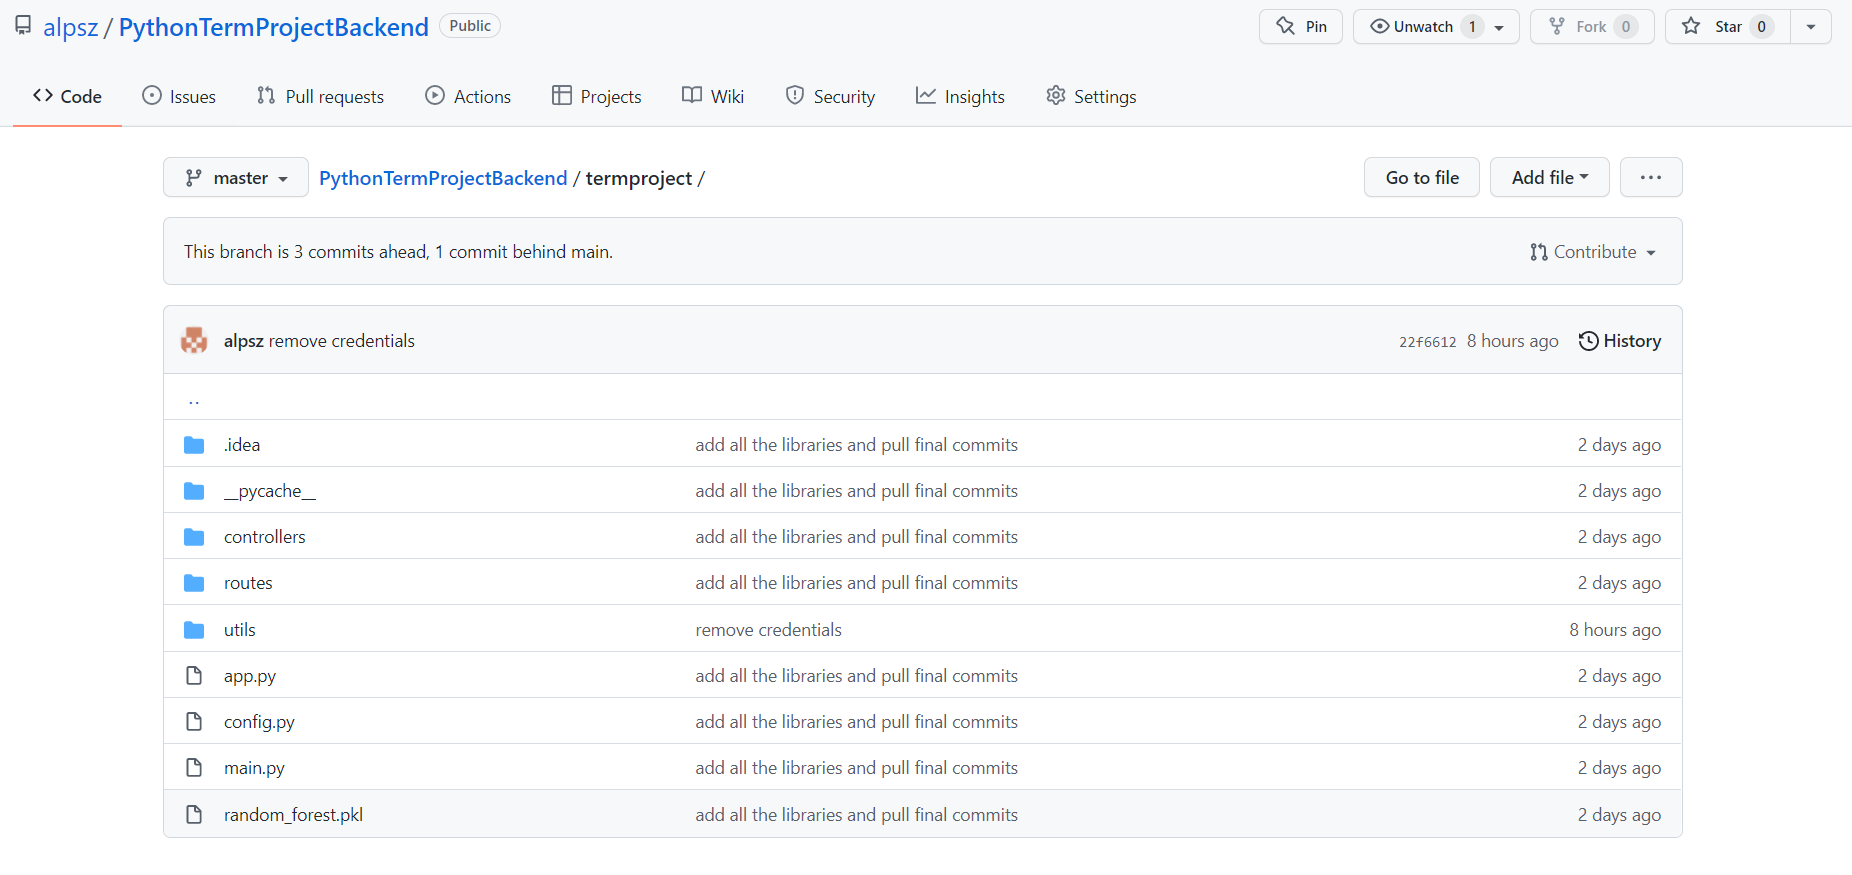 alpsz / PythonTermProjectBackend Public Pin Unwatch 1 Fork 0 Star 0
Code Issues Pull requests Actions Projects Wiki Security Insights Settings
master PythonTermProjectBackend / termproject / Go to file Add file ...
This branch is 3 commits ahead, 1 commit behind main. Contribute
alpsz remove credentials 22f6612 8 hours ago History
..
.idea add all the libraries and pull final commits 2 days ago
__pycache__ add all the libraries and pull final commits 2 days ago
controllers add all the libraries and pull final commits 2 days ago
routes add all the libraries and pull final commits 2 days ago
utils remove credentials 8 hours ago
app.py add all the libraries and pull final commits 2 days ago
config.py add all the libraries and pull final commits 2 days ago
main.py add all the libraries and pull final commits 2 days ago
random_forest.pkl add all the libraries and pull final commits 2 days ago